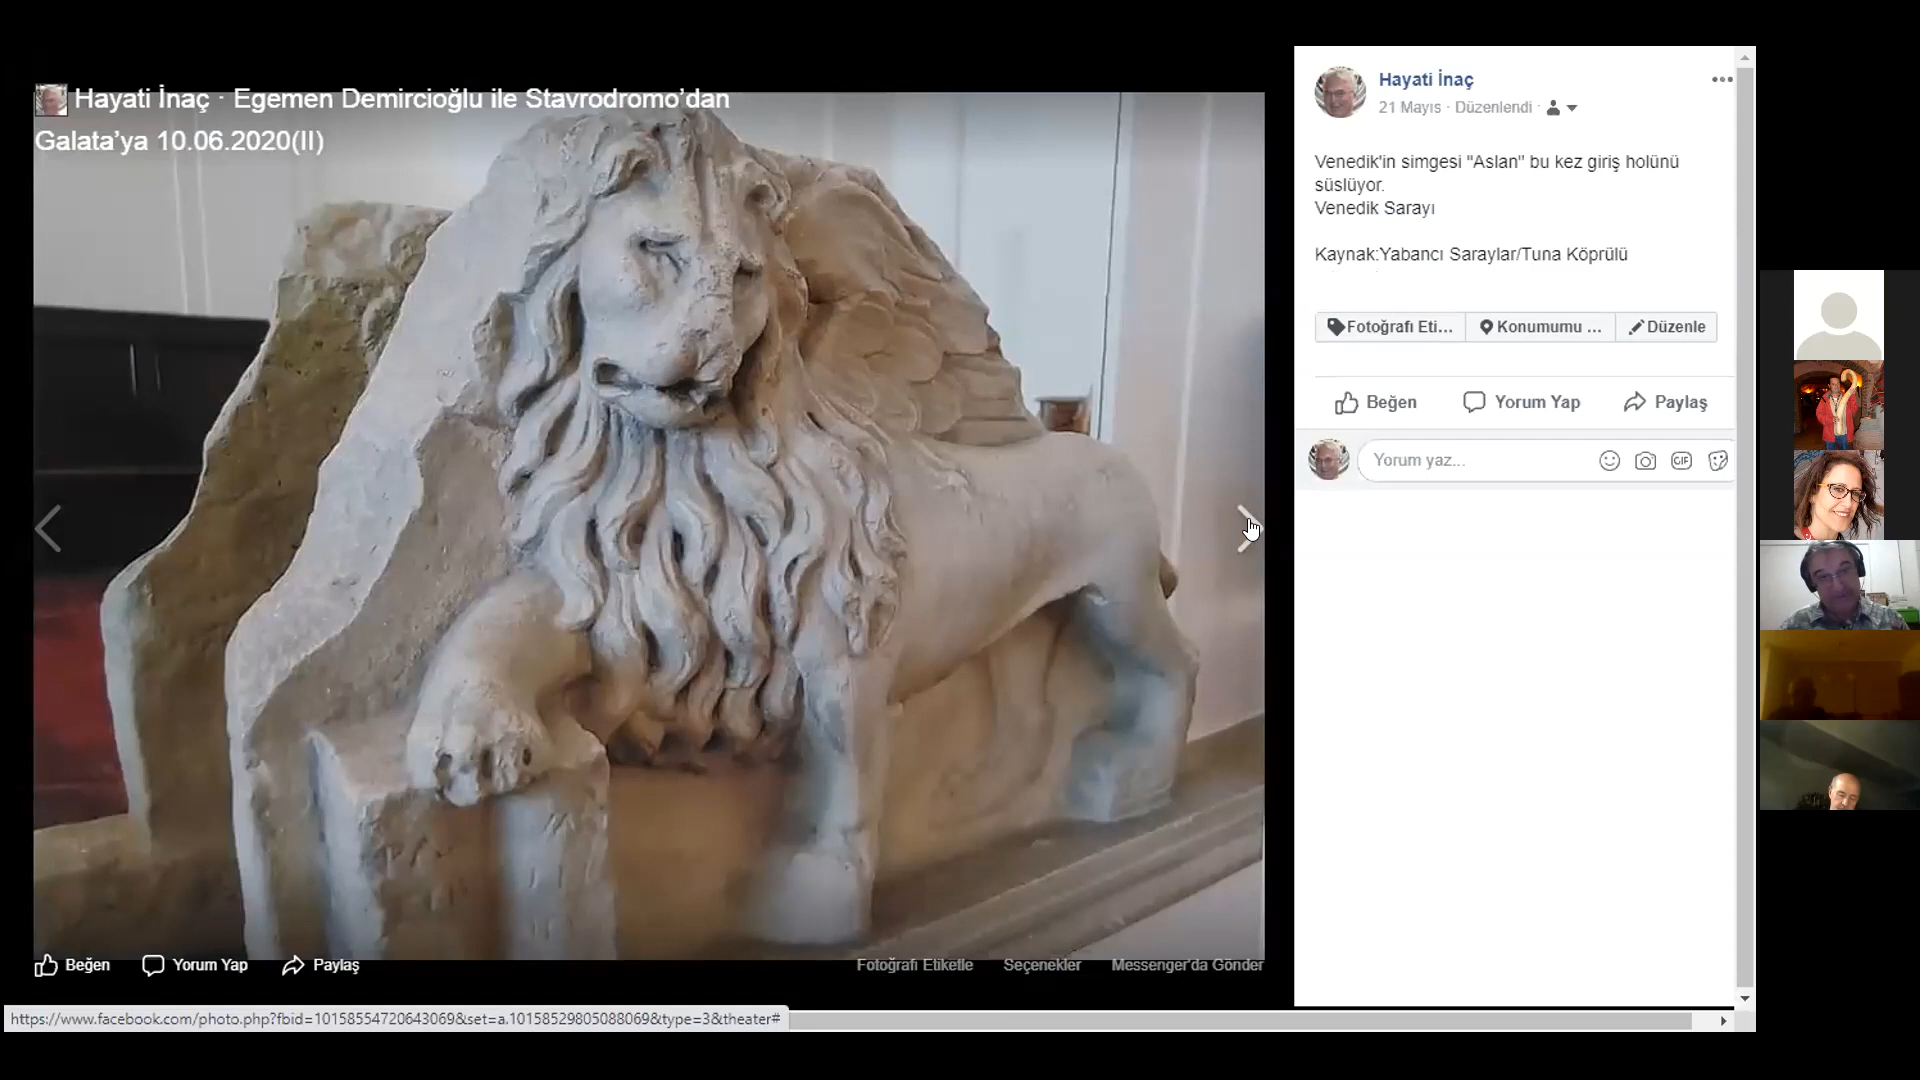 Hayati İnaç · Egemen Demircioğlu ile Stavrodromo'dan
Galata'ya 10.06.2020(II)
Beğen
Yorum Yap
Paylaş
Fotoğrafı Etiketle
Seçenekler
Messenger'da Gönder
https://www.facebook.com/photo.php?fbid=10158554720643069&set=a.10158529805088069&type=3&theater#
Hayati İnaç
21 Mayıs · Düzenlendi ·
Venedik'in simgesi "Aslan" bu kez giriş holünü
süslüyor.
Venedik Sarayı
Kaynak:Yabancı Saraylar/Tuna Köprülü
Fotoğrafı Eti...
Konumumu ...
Düzenle
Beğen
Yorum Yap
Paylaş
Yorum yaz...
GIF